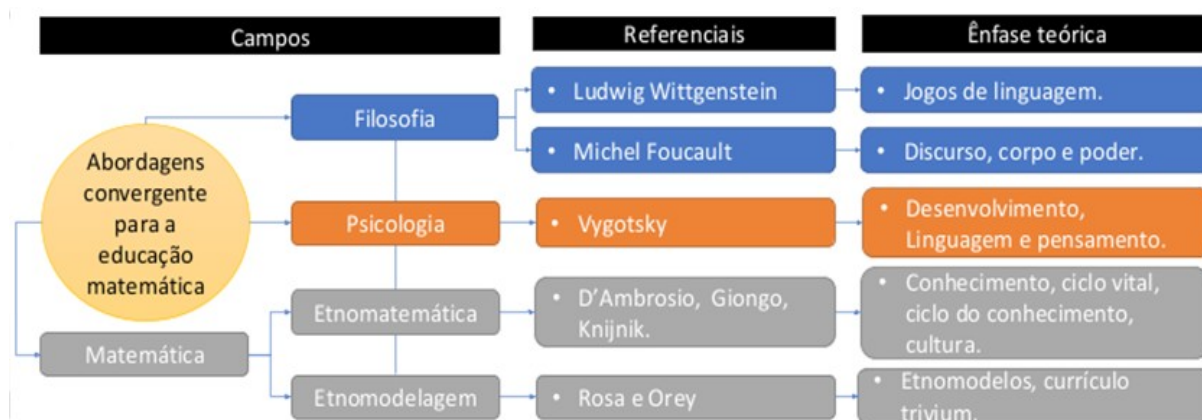 Campos
Referenciais
Ênfase teórica
Abordagens
convergente
para a
educação
matemática
Filosofia
• Ludwig Wittgenstein
• Jogos de linguagem.
• Michel Foucault
• Discurso, corpo e poder.
Psicologia
• Vygotsky
• Desenvolvimento,
Linguagem e pensamento.
Matemática
Etnomatemática
• D'Ambrosio, Giongo,
Knijnik.
• Conhecimento, ciclo vital,
ciclo do conhecimento,
cultura.
Etnomodelagem
• Rosa e Orey
• Etnomodelos, currículo
trivium.